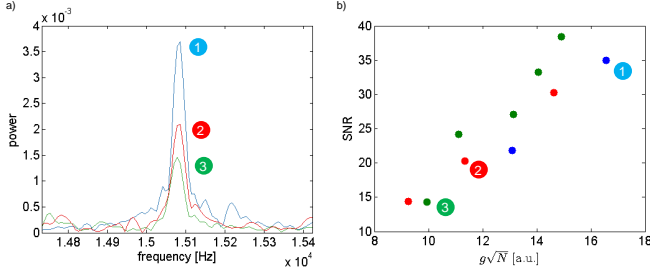 a)
x 10⁻³
4
3.5
3
2.5
2
1.5
1
0.5
0
power
1
2
3
1.48 1.49 1.5 1.51 1.52 1.53 1.54
frequency [Hz]
x 10⁴
b)
40
35
30
25
20
15
10
SNR
1
2
3
8 10 12 14 16 18
g√N [a.u.]